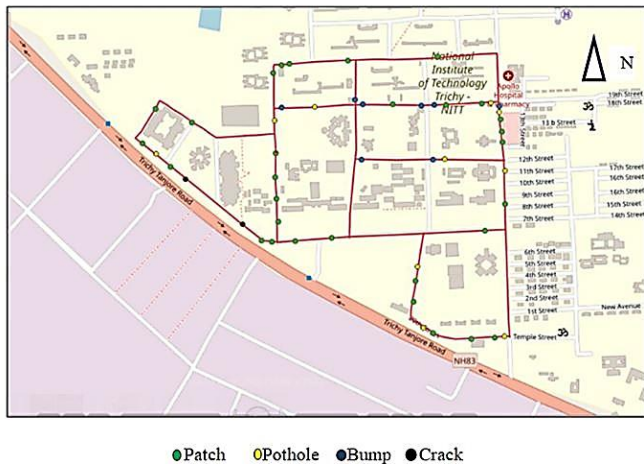 N
National
Institute
of Technology
Trichy -
NITT
Apollo
Hospital
Pharmacy
19th Street
18th Street
13 b Street
13th Street
12th Street
11th Street
10th Street
9th Street
8th Street
7th Street
17th Street
16th Street
16th Street
15th Street
14th Street
6th Street
5th Street
4th Street
3rd Street
2nd Street
1st Street
New Avenue
Temple Street
Trichy Tanjore Road
Trichy Tanjore Road
NH83
Patch Pothole Bump Crack